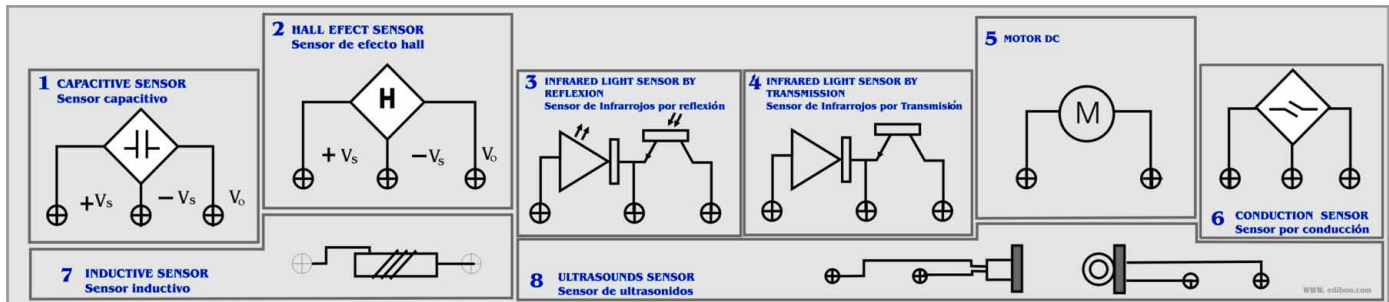 1 CAPACITIVE SENSOR
Sensor capacitivo
+Vs
−Vs
Vo
2 HALL EFECT SENSOR
Sensor de efecto hall
H
+Vs
−Vs
Vo
3 INFRARED LIGHT SENSOR BY
REFLEXION
Sensor de Infrarrojos por reflexión
4 INFRARED LIGHT SENSOR BY
TRANSMISSION
Sensor de Infrarrojos por Transmisión
5 MOTOR DC
M
6 CONDUCTION SENSOR
Sensor por conducción
7 INDUCTIVE SENSOR
Sensor inductivo
8 ULTRASOUNDS SENSOR
Sensor de ultrasonidos
www. edibon.com